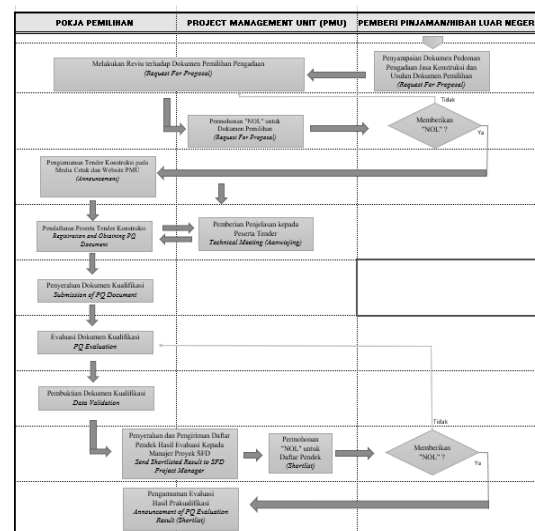 POKJA PEMILIHAN
PROJECT MANAGEMENT UNIT (PMU)
PEMBERI PINJAMAN/HIBAH LUAR NEGERI
Melakukan Reviu terhadap Dokumen Pemilihan Pengadaan
(Request For Proposal)
Penyampaian Dokumen Pedoman
Pengadaan Jasa Konstruksi dan
Usulan Dokumen Pemilihan
(Request For Proposal)
Tidak
Permohonan "NOL" untuk
Dokumen Pemilihan
(Request For Proposal)
Memberikan
"NOL" ?
Ya
Pengumuman Tender Konstruksi pada
Media Cetak dan Website PMU
(Announcement)
Pendaftaran Peserta Tender Konstruksi
Registration and Obtaining PQ
Document
Pemberian Penjelasan kepada
Peserta Tender
Technical Meeting (Aanwizjing)
Penyerahan Dokumen Kualifikasi
Submission of PQ Document
Evaluasi Dokumen Kualifikasi
PQ Evaluation
Pembuktian Dokumen Kualifikasi
Data Validation
Tidak
Penyerahan dan Pengiriman Daftar
Pendek Hasil Evaluasi Kepada
Manajer Proyek SFD
Send Shortlisted Result to SFD
Project Manager
Permohonan
"NOL" untuk
Daftar Pendek
(Shortlist)
Memberikan
"NOL" ?
Ya
Pengumuman Evaluasi
Hasil Prakualifikasi
Announcement of PQ Evaluation
Result (Shortlist)